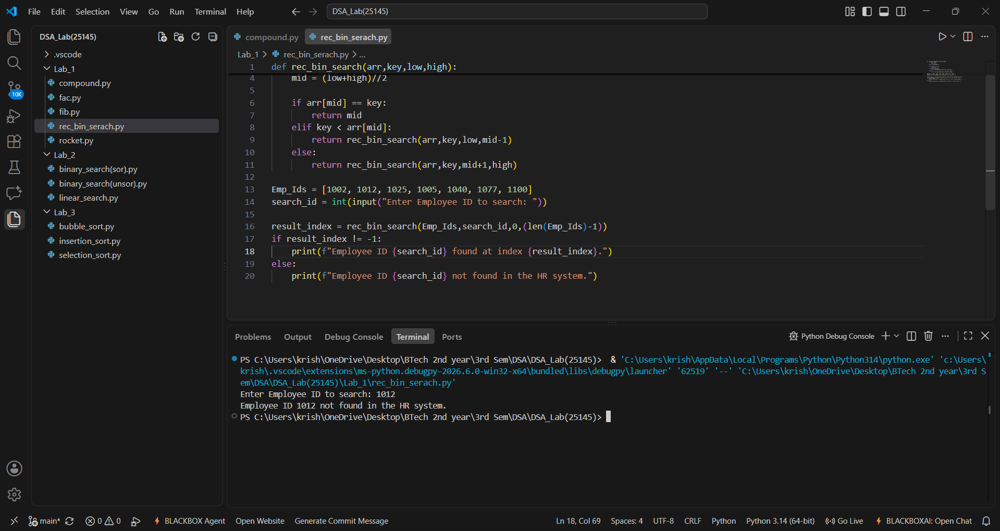 File Edit Selection View Go Run Terminal Help
DSA_Lab(25145)
DSA_Lab(25145)
.vscode
Lab_1
compound.py
fac.py
fib.py
rec_bin_serach.py
rocket.py
Lab_2
binary_search(sor).py
binary_search(unsor).py
linear_search.py
Lab_3
bubble_sort.py
insertion_sort.py
selection_sort.py
10K
compound.py rec_bin_serach.py
Lab_1 > rec_bin_serach.py > ...
1 def rec_bin_search(arr,key,low,high):
4 mid = (low+high)//2
5
6 if arr[mid] == key:
7 return mid
8 elif key < arr[mid]:
9 return rec_bin_search(arr,key,low,mid-1)
10 else:
11 return rec_bin_search(arr,key,mid+1,high)
12
13 Emp_Ids = [1002, 1012, 1025, 1005, 1040, 1077, 1100]
14 search_id = int(input("Enter Employee ID to search: "))
15
16 result_index = rec_bin_search(Emp_Ids,search_id,0,(len(Emp_Ids)-1))
17 if result_index != -1:
18 print(f"Employee ID {search_id} found at index {result_index}.")
19 else:
20 print(f"Employee ID {search_id} not found in the HR system.")
Problems Output Debug Console Terminal Ports
Python Debug Console
PS C:\Users\krish\OneDrive\Desktop\BTech 2nd year\3rd Sem\DSA\DSA_Lab(25145)> & 'C:\Users\krish\AppData\Local\Programs\Python\Python314\python.exe' 'c:\Users\
krish\.vscode\extensions\ms-python.debugpy-2026.6.0-win32-x64\bundled\libs\debugpy\launcher' '62519' '--' 'C:\Users\krish\OneDrive\Desktop\BTech 2nd year\3rd S
em\DSA\DSA_Lab(25145)\Lab_1\rec_bin_serach.py'
Enter Employee ID to search: 1012
Employee ID 1012 not found in the HR system.
PS C:\Users\krish\OneDrive\Desktop\BTech 2nd year\3rd Sem\DSA\DSA_Lab(25145)>
main* 0 0 BLACKBOX Agent Open Website Generate Commit Message Ln 18, Col 69 Spaces: 4 UTF-8 CRLF Python Python 3.14 (64-bit) Go Live BLACKBOXAI: Open Chat